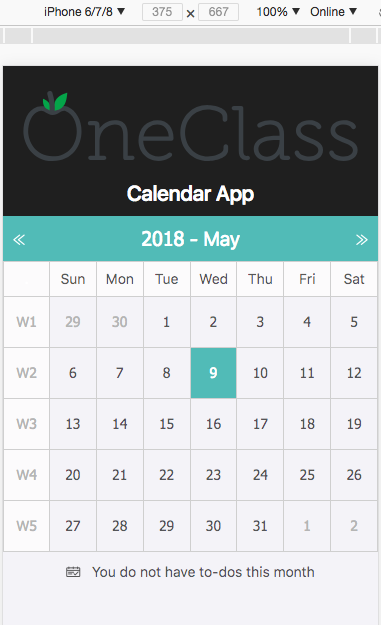 iPhone 6/7/8 ▼ 375 × 667 100% ▼ Online ▼
OneClass
Calendar App
« 2018 - May »
Sun Mon Tue Wed Thu Fri Sat
W1 29 30 1 2 3 4 5
W2 6 7 8 9 10 11 12
W3 13 14 15 16 17 18 19
W4 20 21 22 23 24 25 26
W5 27 28 29 30 31 1 2
You do not have to-dos this month